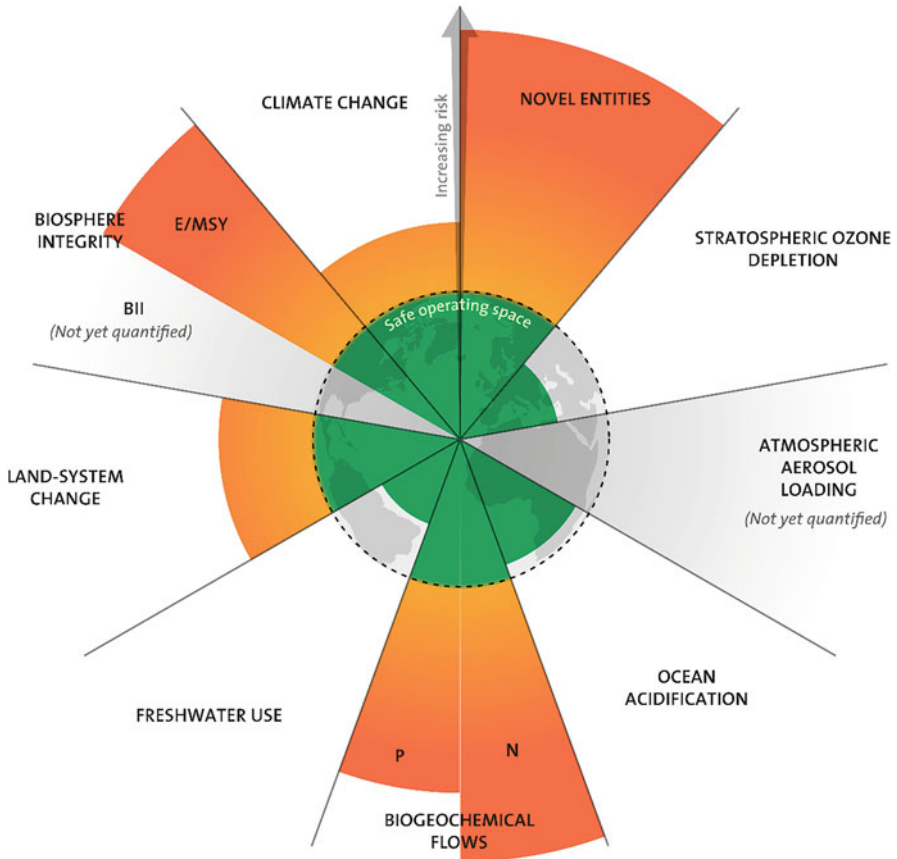 CLIMATE CHANGE
Increasing risk
NOVEL ENTITIES
STRATOSPHERIC OZONE
DEPLETION
ATMOSPHERIC
AEROSOL
LOADING
(Not yet quantified)
OCEAN
ACIDIFICATION
N
P
BIOGEOCHEMICAL
FLOWS
FRESHWATER USE
LAND-SYSTEM
CHANGE
BIOSPHERE
INTEGRITY
E/MSY
BII
(Not yet quantified)
Safe operating space